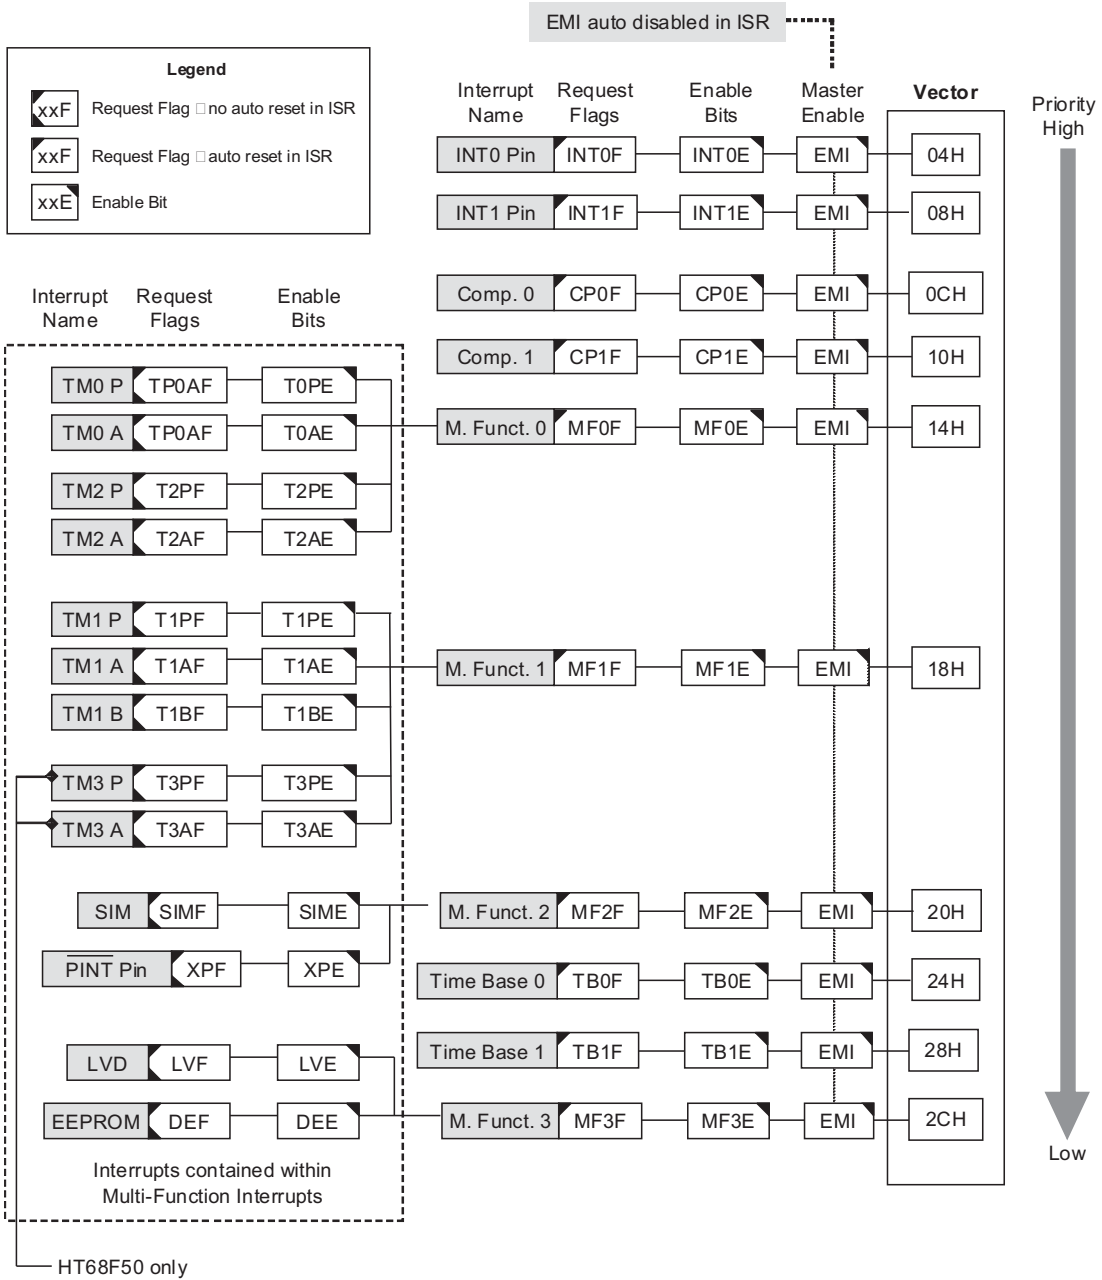 EMI auto disabled in ISR
Legend
xxF Request Flag □ no auto reset in ISR
xxF Request Flag □ auto reset in ISR
xxE Enable Bit
Interrupt Name Request Flags Enable Bits Master Enable Vector
Priority High
INT0 Pin INT0F INT0E EMI 04H
INT1 Pin INT1F INT1E EMI 08H
Comp. 0 CP0F CP0E EMI 0CH
Comp. 1 CP1F CP1E EMI 10H
M. Funct. 0 MF0F MF0E EMI 14H
M. Funct. 1 MF1F MF1E EMI 18H
M. Funct. 2 MF2F MF2E EMI 20H
Time Base 0 TB0F TB0E EMI 24H
Time Base 1 TB1F TB1E EMI 28H
M. Funct. 3 MF3F MF3E EMI 2CH
Low
Interrupt Name Request Flags Enable Bits
TM0 P TP0AF T0PE
TM0 A TP0AF T0AE
TM2 P T2PF T2PE
TM2 A T2AF T2AE
TM1 P T1PF T1PE
TM1 A T1AF T1AE
TM1 B T1BF T1BE
TM3 P T3PF T3PE
TM3 A T3AF T3AE
SIM SIMF SIME
PINT Pin XPF XPE
LVD LVF LVE
EEPROM DEF DEE
Interrupts contained within
Multi-Function Interrupts
HT68F50 only